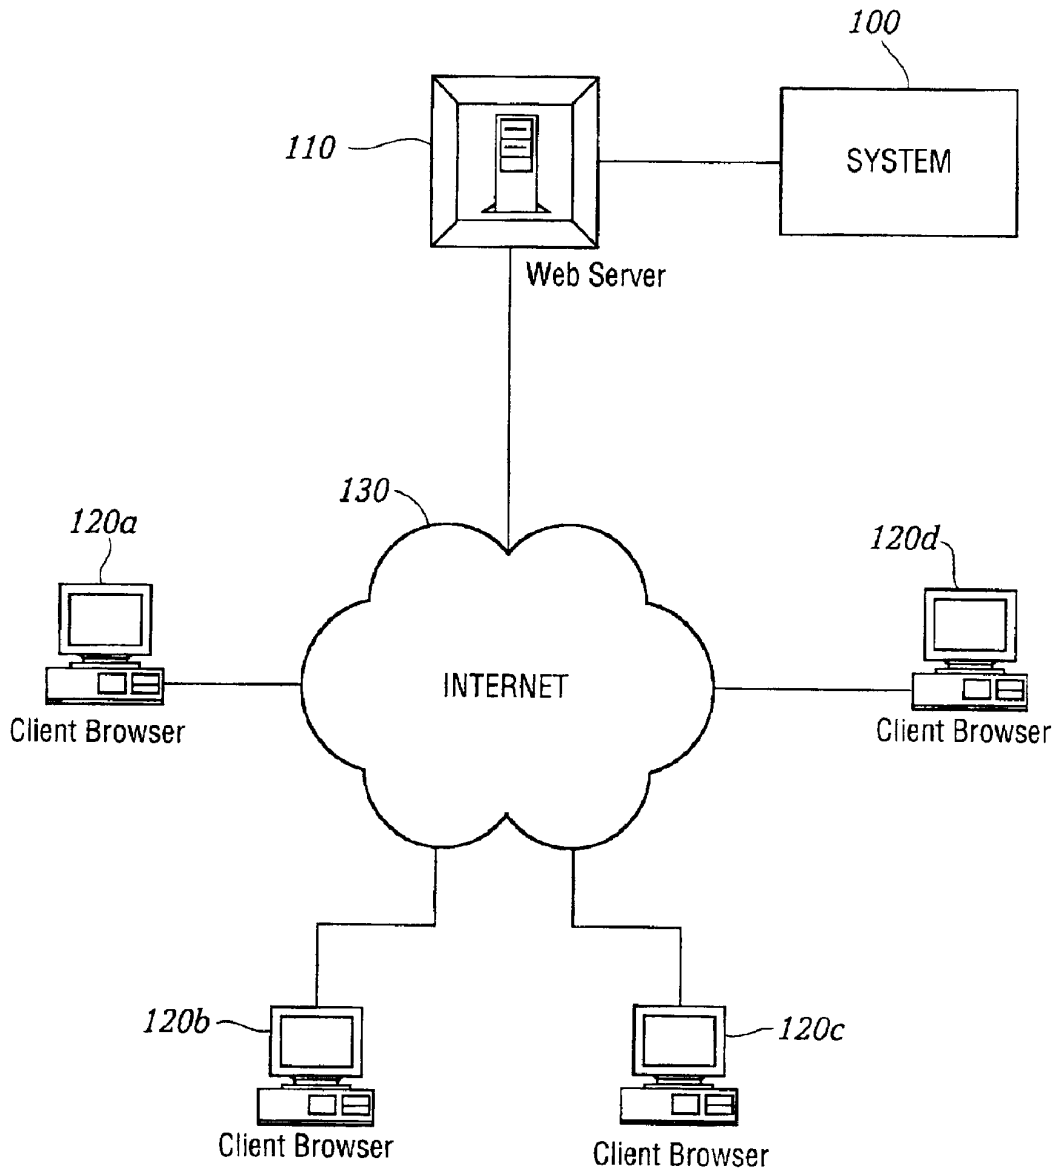 100
110
SYSTEM
Web Server
130
120a
120d
INTERNET
Client Browser
Client Browser
120b
120c
Client Browser
Client Browser